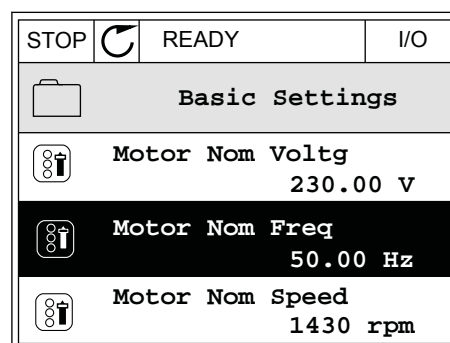 STOP READY I/O
Basic Settings
Motor Nom Voltg
230.00 V
Motor Nom Freq
50.00 Hz
Motor Nom Speed
1430 rpm